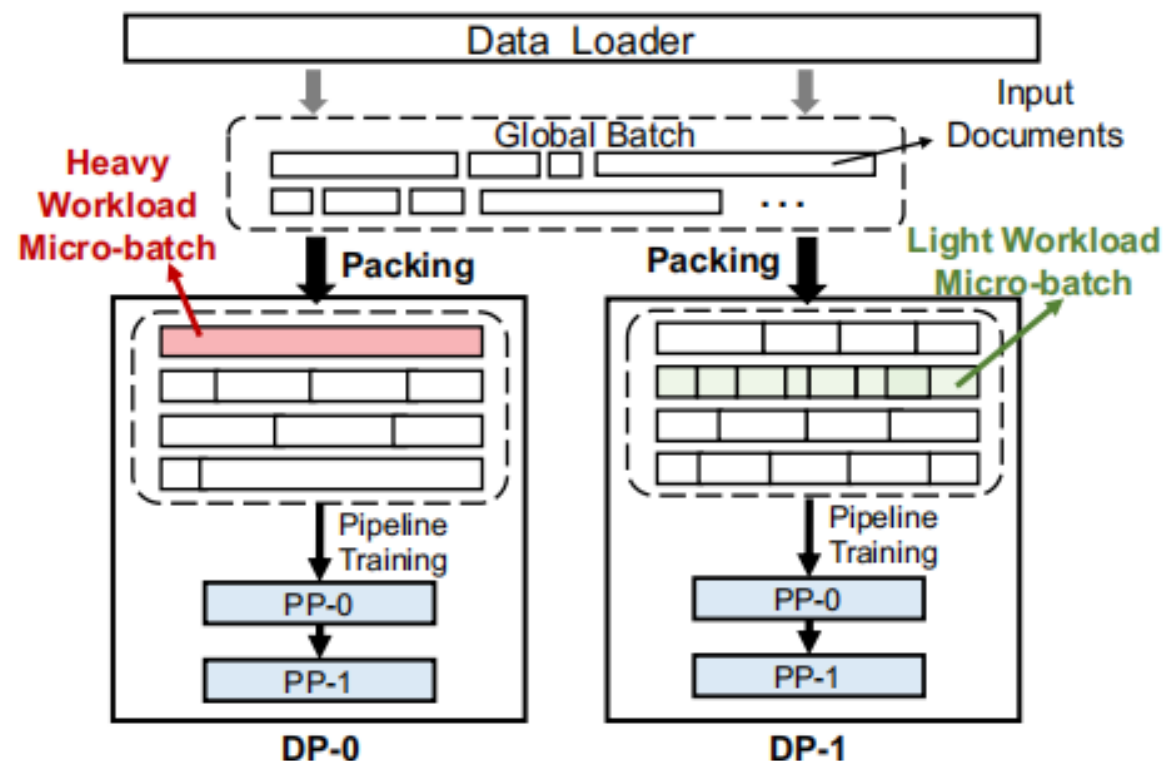 Data Loader
Input
Documents
Global Batch
Heavy
Workload
Micro-batch
...
Light Workload
Micro-batch
Packing
Packing
Pipeline
Training
Pipeline
Training
PP-0
PP-0
PP-1
PP-1
DP-0
DP-1